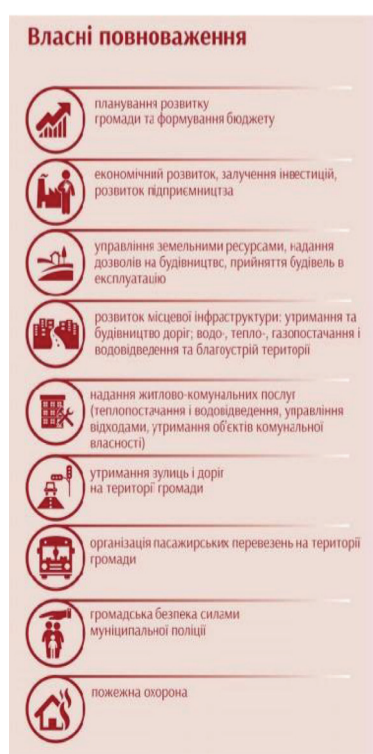 Власні повноваження
планування розвитку
громади та формування бюджету
економічний розвиток, залучення інвестицій,
розвиток підприємництва
управління земельними ресурсами, надання
дозволів на будівництвс, прийняття будівель в
експлуатацію
розвиток місцевої інфраструктури: утримання та
будівництво доріг; водо-, тепло-, газопостачання і
водовідведення та благоустрій території
надання житлово-комунальних послуг
(теплопостачання і водовідведення, управління
відходами, утримання об'єктів комунальної
власності)
утримання зулиць і доріг
на території громади
організація пасажирських перевезень на території
громади
громадська безпека силами
муніципальної поліції
пожежна охорона